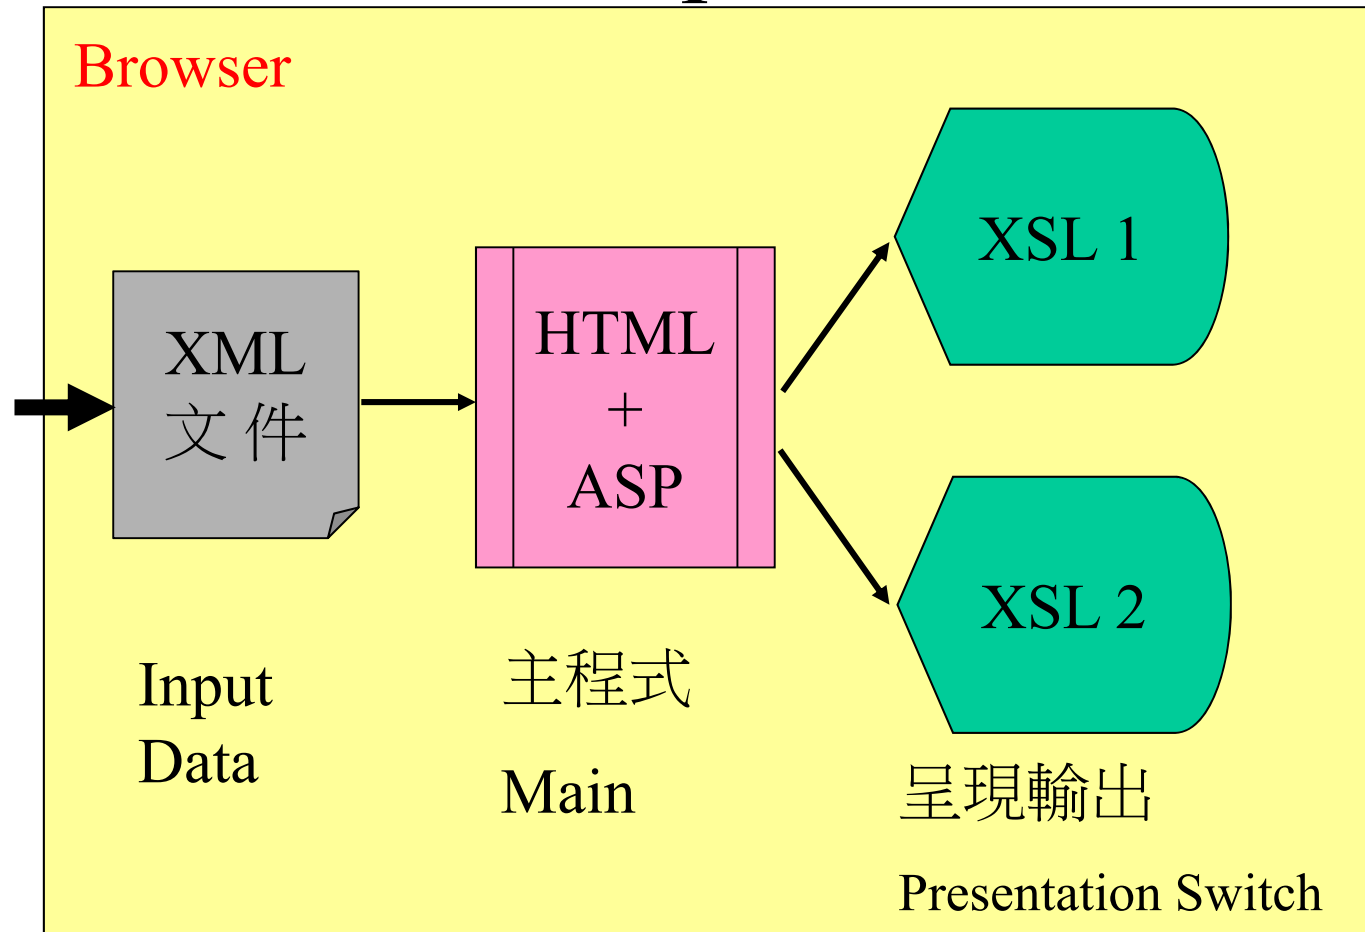 Browser
XML
文件
HTML
+
ASP
XSL 1
XSL 2
Input
Data
主程式
Main
呈現輸出
Presentation Switch